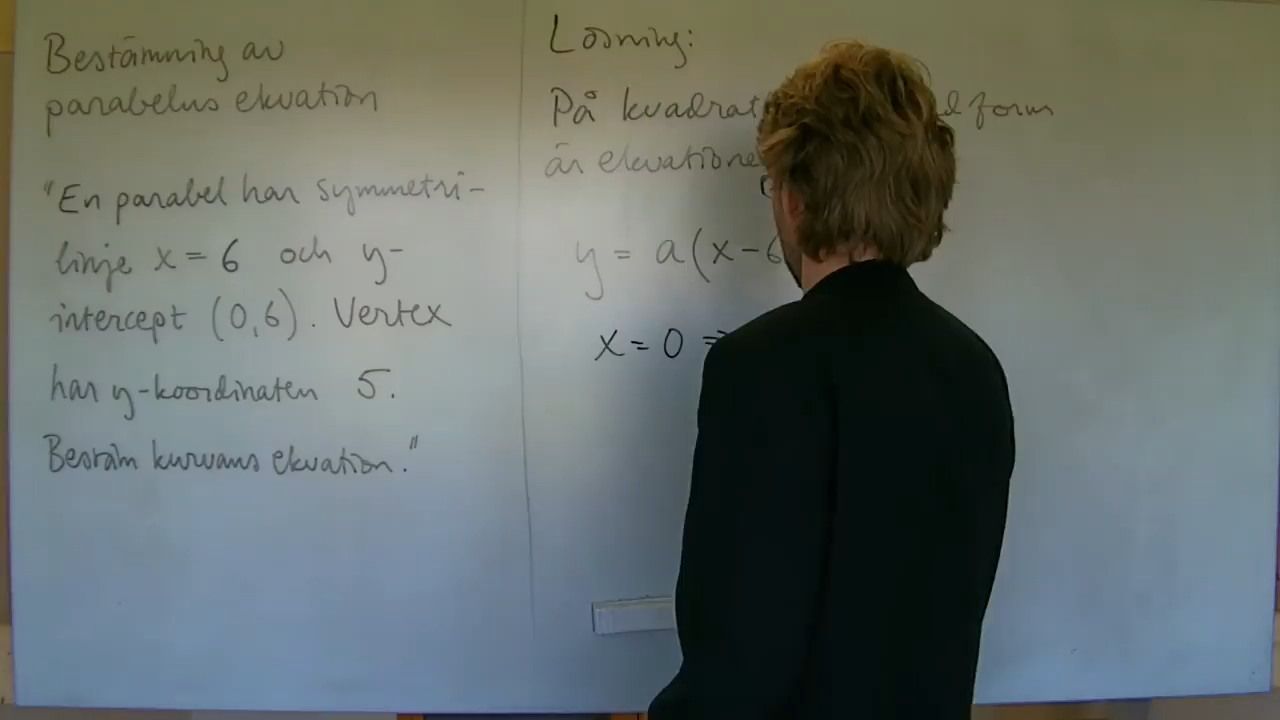 Bestämning av
parabelns ekvation
"En parabel har symmetri-
linje x = 6 och y-
intercept (0,6). Vertex
har y-koordinaten 5.
Bestäm kurvans ekvation."
Lösning:
På kvadrat d form
är ekvatione
y = a(x-6
x = 0 =